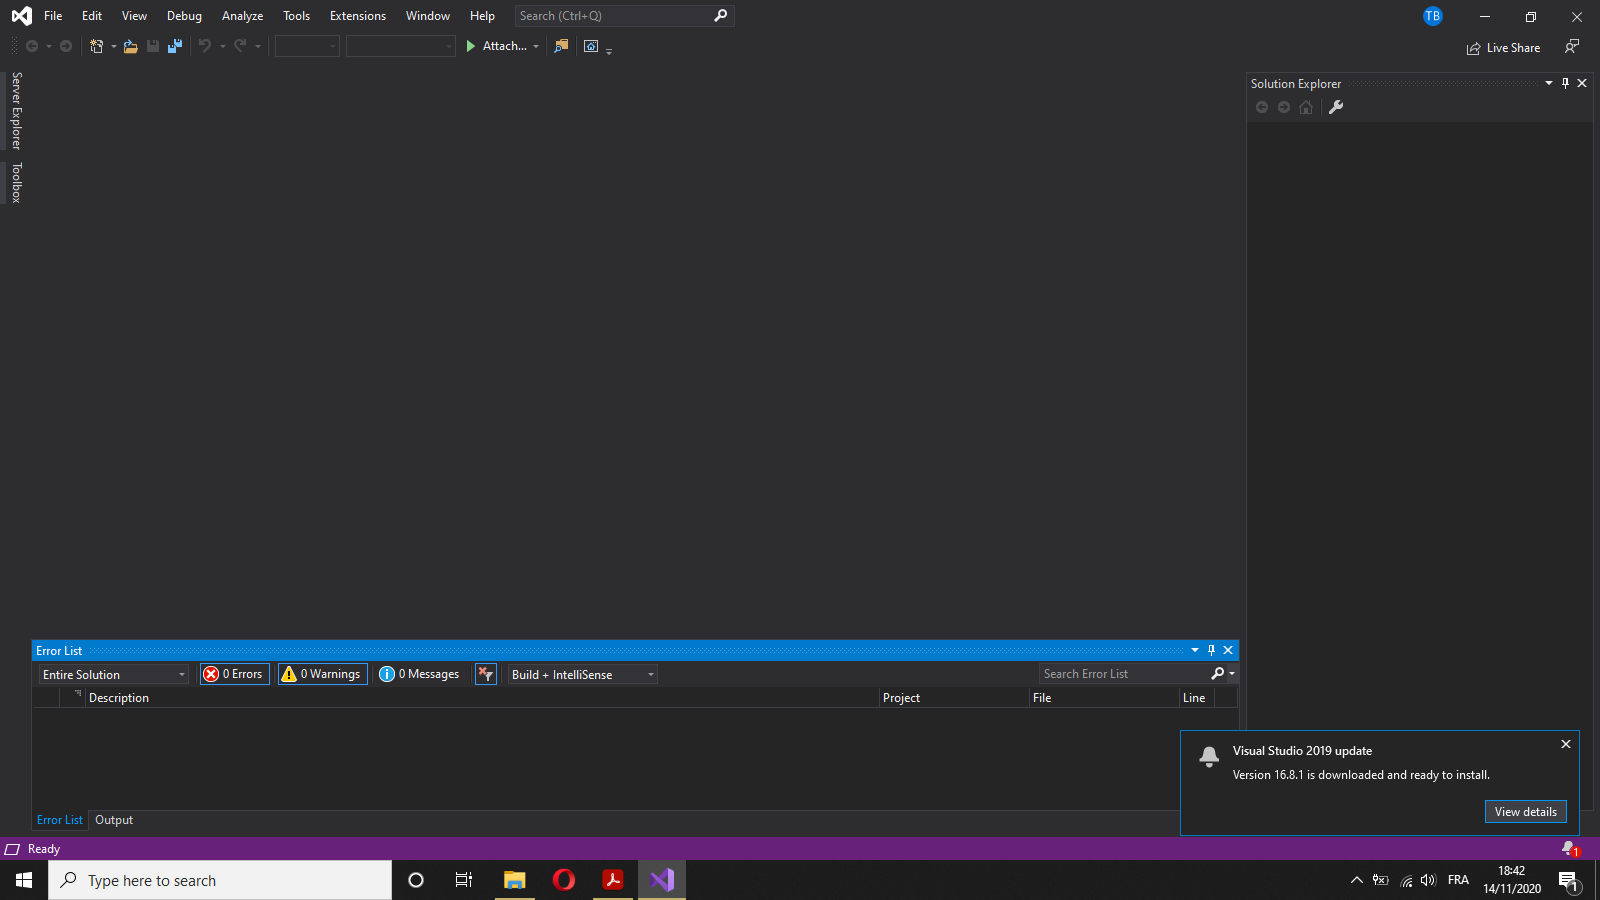 File Edit View Debug Analyze Tools Extensions Window Help Search (Ctrl+Q) TB
Attach... Live Share
Server Explorer
Toolbox
Solution Explorer
Error List
Entire Solution 0 Errors 0 Warnings 0 Messages Build + IntelliSense Search Error List
Description Project File Line
Visual Studio 2019 update
Version 16.8.1 is downloaded and ready to install.
View details
Error List Output
Ready 1
Type here to search FRA 18:42
14/11/2020 1